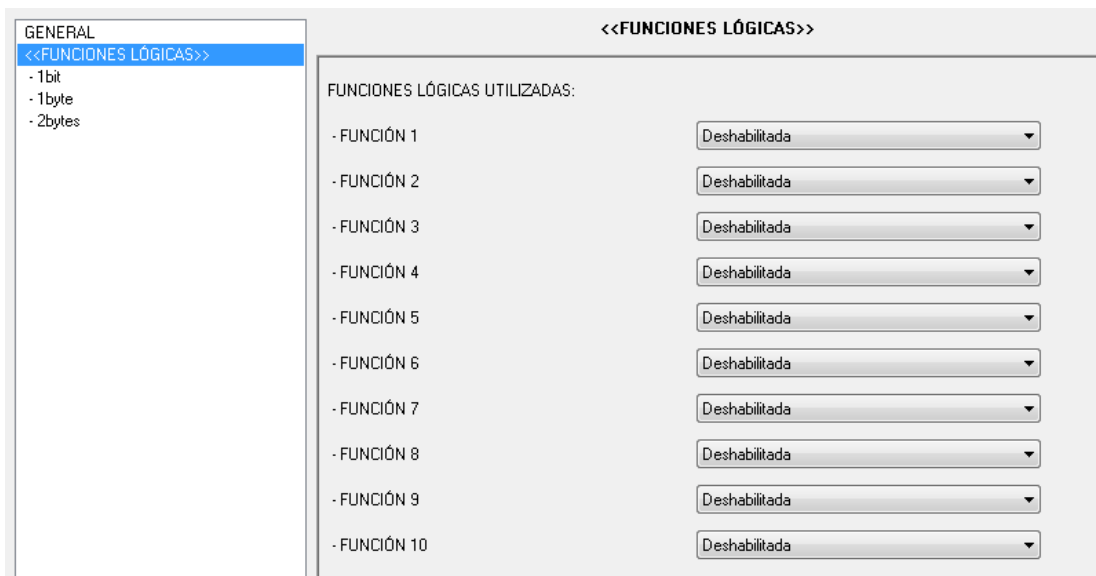 GENERAL
<<FUNCIONES LÓGICAS>>
- 1bit
- 1byte
- 2bytes
<<FUNCIONES LÓGICAS>>
FUNCIONES LÓGICAS UTILIZADAS:
- FUNCIÓN 1 Deshabilitada
- FUNCIÓN 2 Deshabilitada
- FUNCIÓN 3 Deshabilitada
- FUNCIÓN 4 Deshabilitada
- FUNCIÓN 5 Deshabilitada
- FUNCIÓN 6 Deshabilitada
- FUNCIÓN 7 Deshabilitada
- FUNCIÓN 8 Deshabilitada
- FUNCIÓN 9 Deshabilitada
- FUNCIÓN 10 Deshabilitada